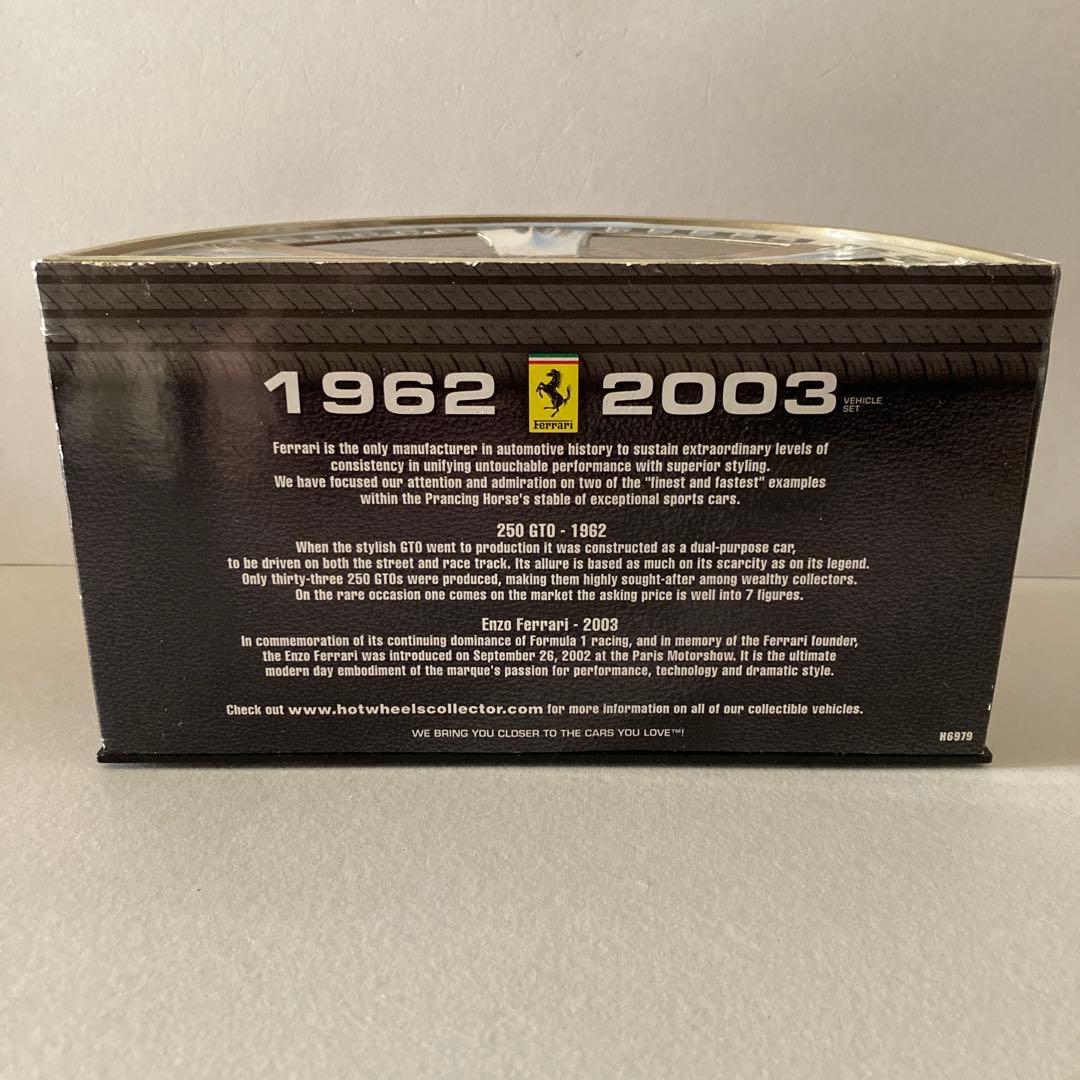 1962 Ferrari 2003 VEHICLE SET
Ferrari is the only manufacturer in automotive history to sustain extraordinary levels of
consistency in unifying untouchable performance with superior styling.
We have focused our attention and admiration on two of the "finest and fastest" examples
within the Prancing Horse's stable of exceptional sports cars.
250 GTO - 1962
When the stylish GTO went to production it was constructed as a dual-purpose car,
to be driven on both the street and race track. Its allure is based as much on its scarcity as on its legend.
Only thirty-three 250 GTOs were produced, making them highly sought-after among wealthy collectors.
On the rare occasion one comes on the market the asking price is well into 7 figures.
Enzo Ferrari - 2003
In commemoration of its continuing dominance of Formula 1 racing, and in memory of the Ferrari founder,
the Enzo Ferrari was introduced on September 26, 2002 at the Paris Motorshow. It is the ultimate
modern day embodiment of the marque's passion for performance, technology and dramatic style.
Check out www.hotwheelscollector.com for more information on all of our collectible vehicles.
WE BRING YOU CLOSER TO THE CARS YOU LOVE™!
H6979